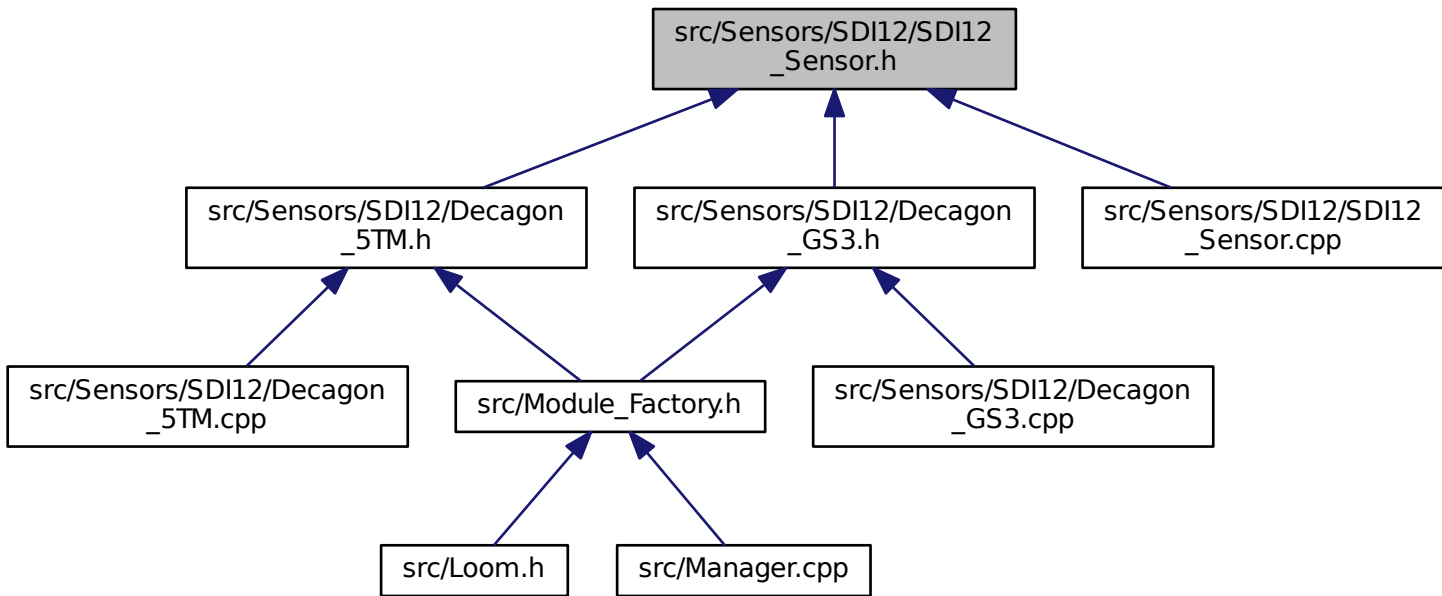 src/Sensors/SDI12/SDI12
_Sensor.h
src/Sensors/SDI12/Decagon
_5TM.h
src/Sensors/SDI12/Decagon
_GS3.h
src/Sensors/SDI12/SDI12
_Sensor.cpp
src/Sensors/SDI12/Decagon
_5TM.cpp
src/Module_Factory.h
src/Sensors/SDI12/Decagon
_GS3.cpp
src/Loom.h
src/Manager.cpp